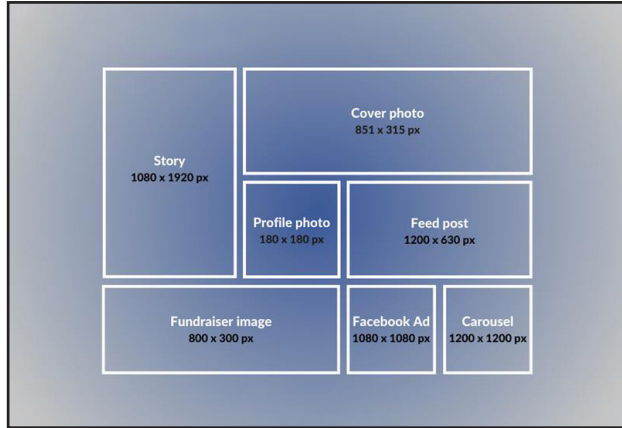 Cover photo
851 x 315 px
Story
1080 x 1920 px
Profile photo
180 x 180 px
Feed post
1200 x 630 px
Fundraiser image
800 x 300 px
Facebook Ad
1080 x 1080 px
Carousel
1200 x 1200 px